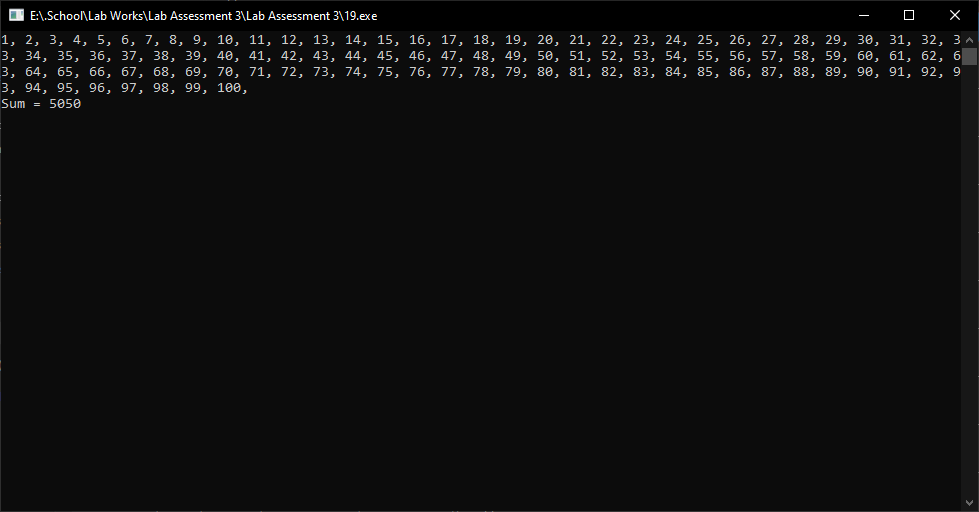 E:\.School\Lab Works\Lab Assessment 3\Lab Assessment 3\19.exe
1, 2, 3, 4, 5, 6, 7, 8, 9, 10, 11, 12, 13, 14, 15, 16, 17, 18, 19, 20, 21, 22, 23, 24, 25, 26, 27, 28, 29, 30, 31, 32, 3
3, 34, 35, 36, 37, 38, 39, 40, 41, 42, 43, 44, 45, 46, 47, 48, 49, 50, 51, 52, 53, 54, 55, 56, 57, 58, 59, 60, 61, 62, 6
3, 64, 65, 66, 67, 68, 69, 70, 71, 72, 73, 74, 75, 76, 77, 78, 79, 80, 81, 82, 83, 84, 85, 86, 87, 88, 89, 90, 91, 92, 9
3, 94, 95, 96, 97, 98, 99, 100,
Sum = 5050